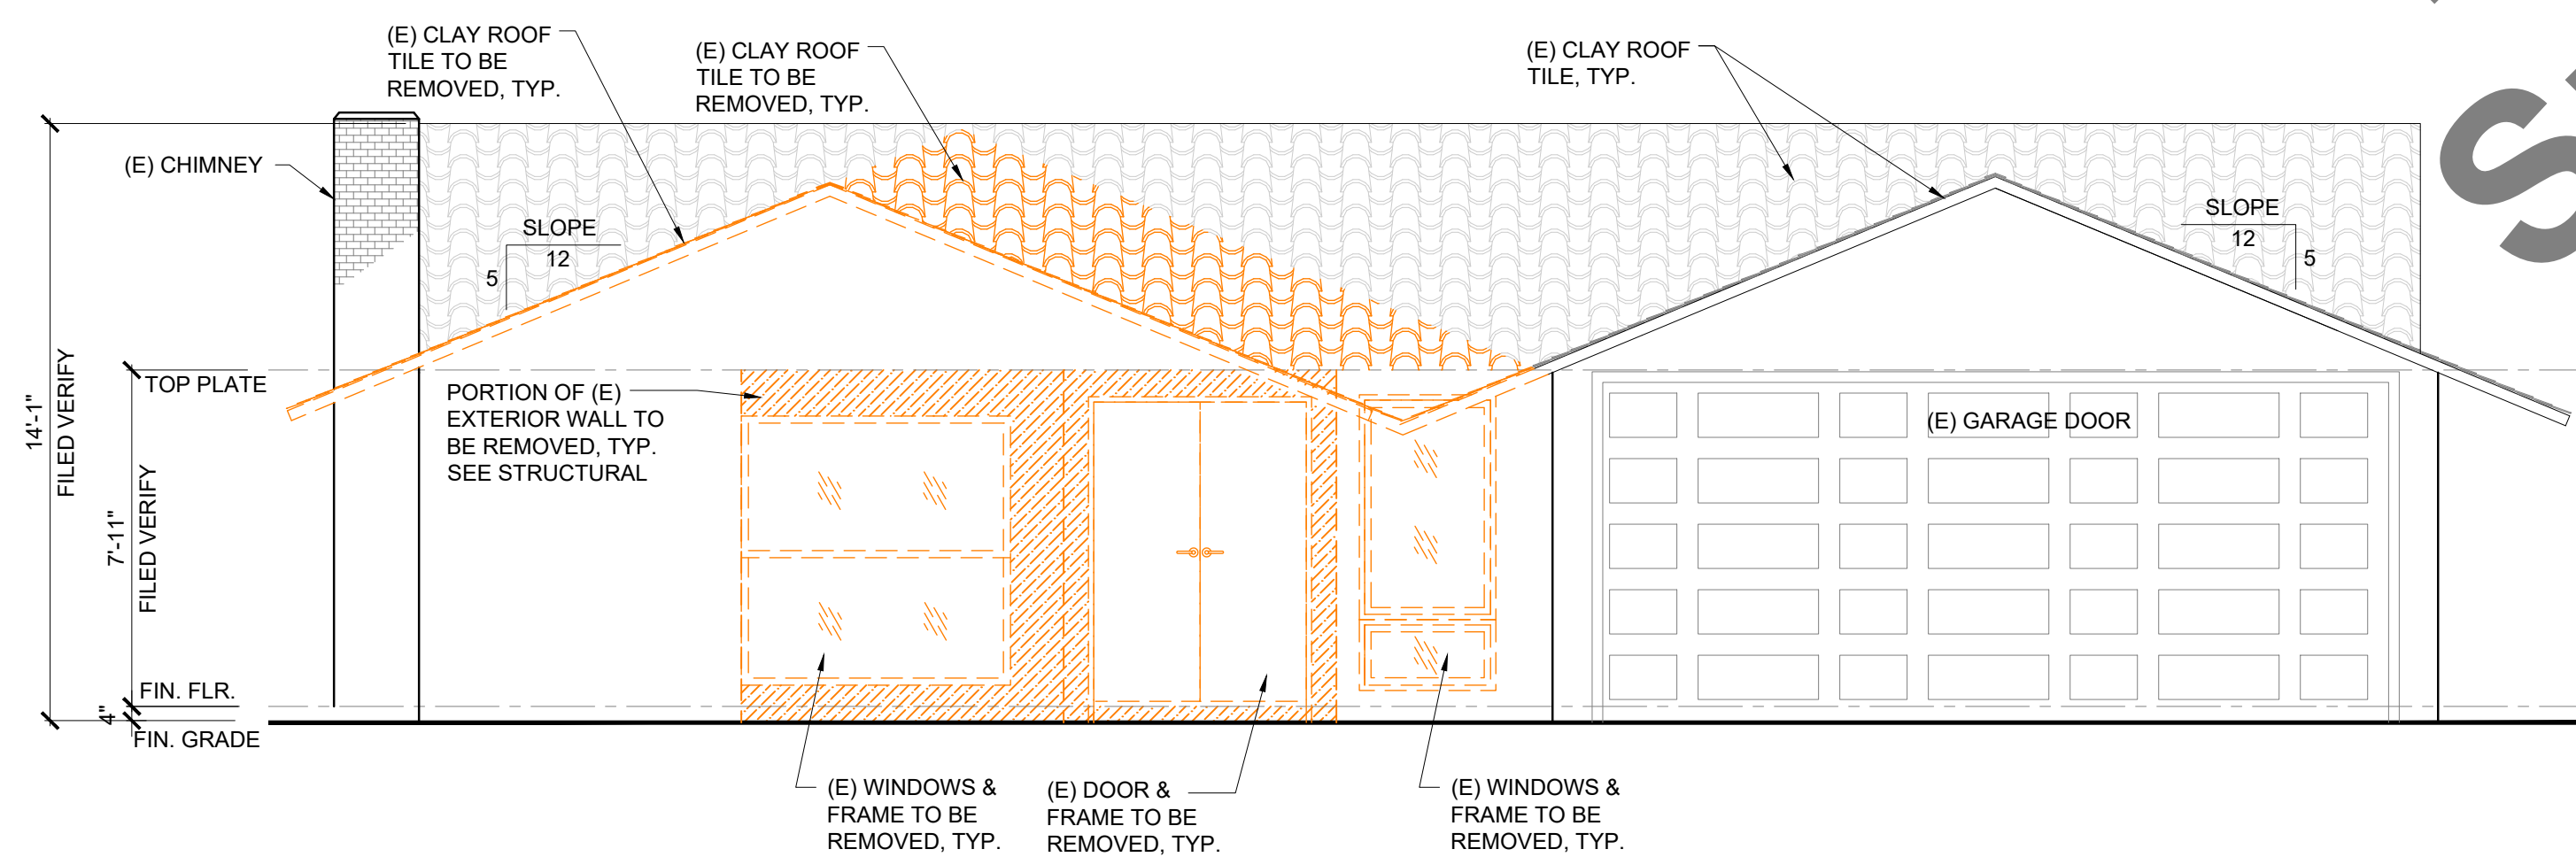 (E) CLAY ROOF
TILE TO BE
REMOVED, TYP.
(E) CLAY ROOF
TILE TO BE
REMOVED, TYP.
(E) CLAY ROOF
TILE, TYP.
(E) CHIMNEY
SLOPE
12
5
SLOPE
12
5
14'-1"
FILED VERIFY
TOP PLATE
7'-11"
FILED VERIFY
PORTION OF (E)
EXTERIOR WALL TO
BE REMOVED, TYP.
SEE STRUCTURAL
(E) GARAGE DOOR
FIN. FLR.
4"
FIN. GRADE
(E) WINDOWS &
FRAME TO BE
REMOVED, TYP.
(E) DOOR &
FRAME TO BE
REMOVED, TYP.
(E) WINDOWS &
FRAME TO BE
REMOVED, TYP.